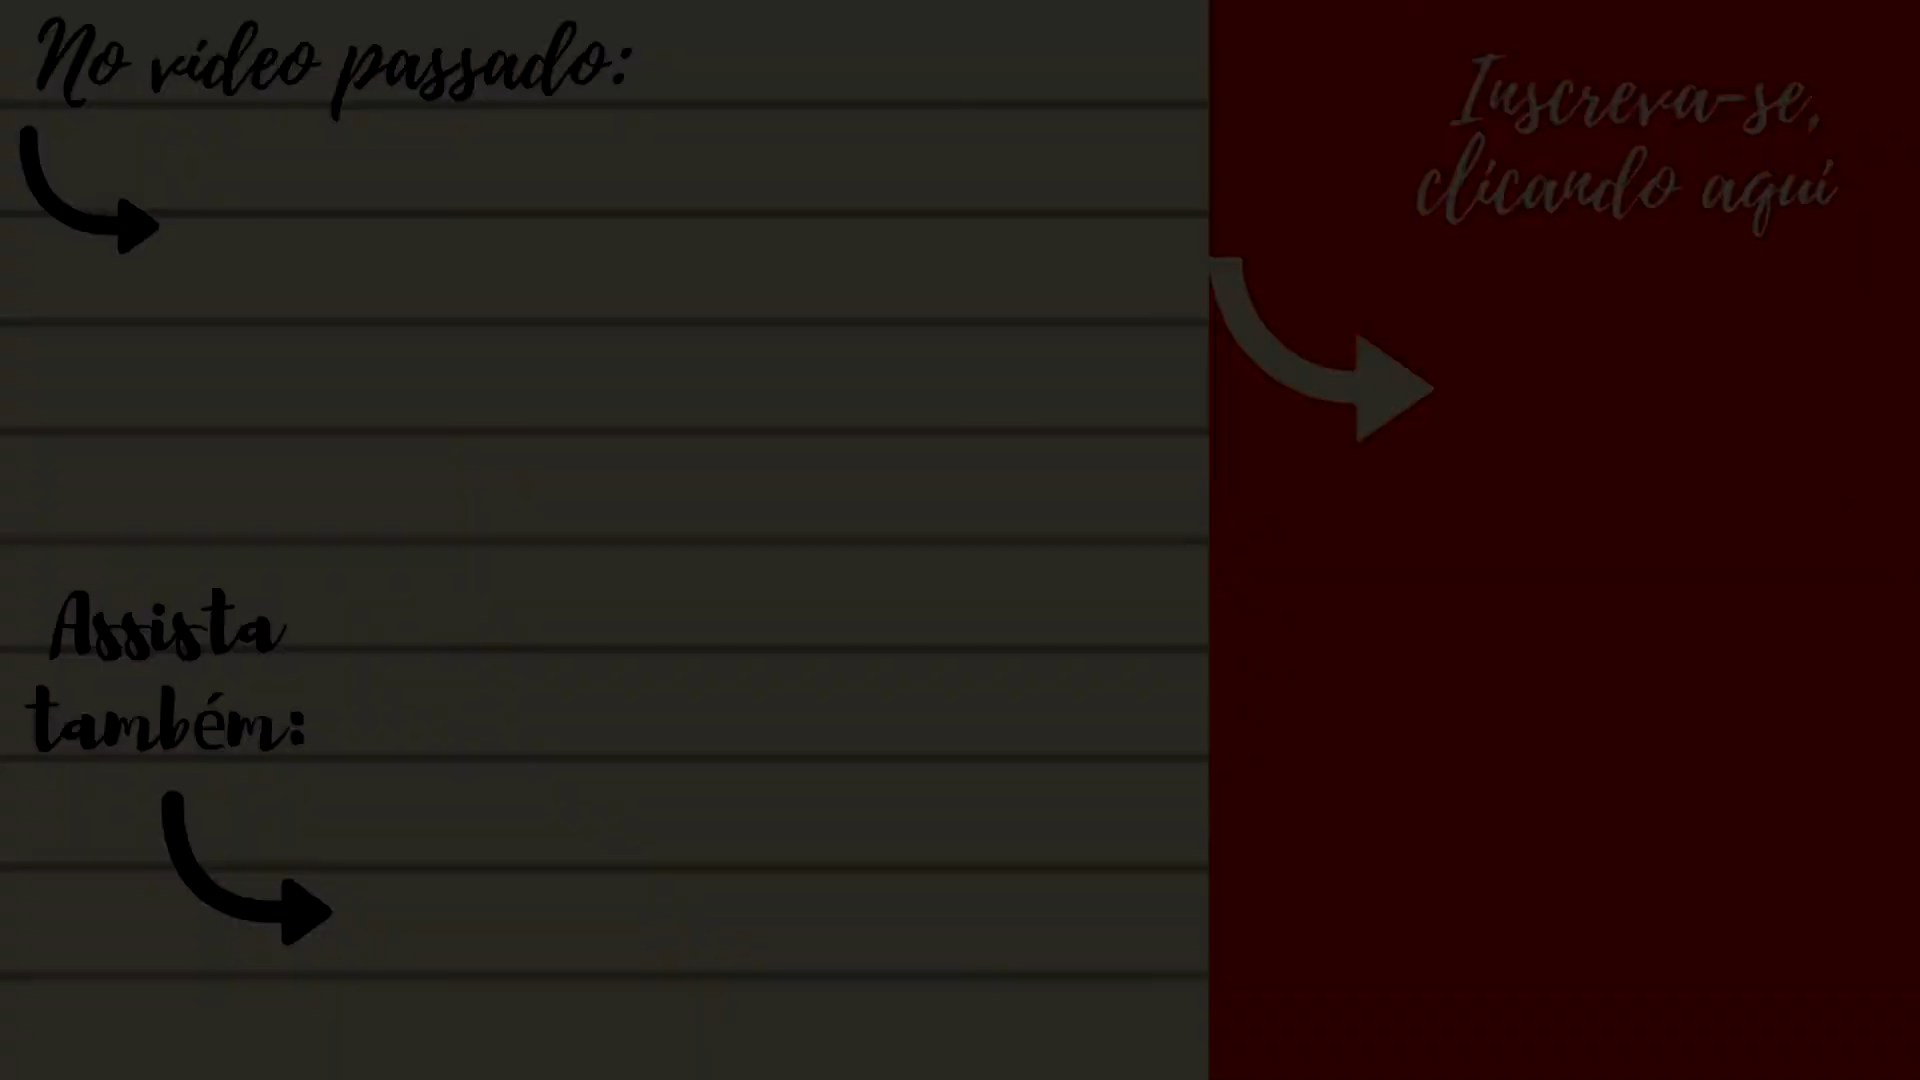 No vídeo passado:
Inscreva-se,
clicando aqui
Assista
também: